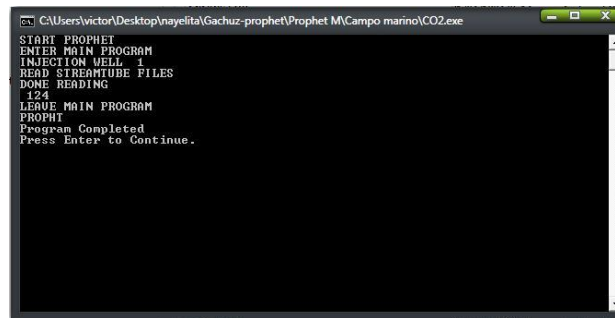 C:\Users\victor\Desktop\nayelita\Gachuz-prophet\Prophet M\Campo marino\CO2.exe
START PROPHET
ENTER MAIN PROGRAM
INJECTION WELL  1
READ STREAMTUBE FILES
DONE READING
 124
LEAVE MAIN PROGRAM
PROPHT
Program Completed
Press Enter to Continue.